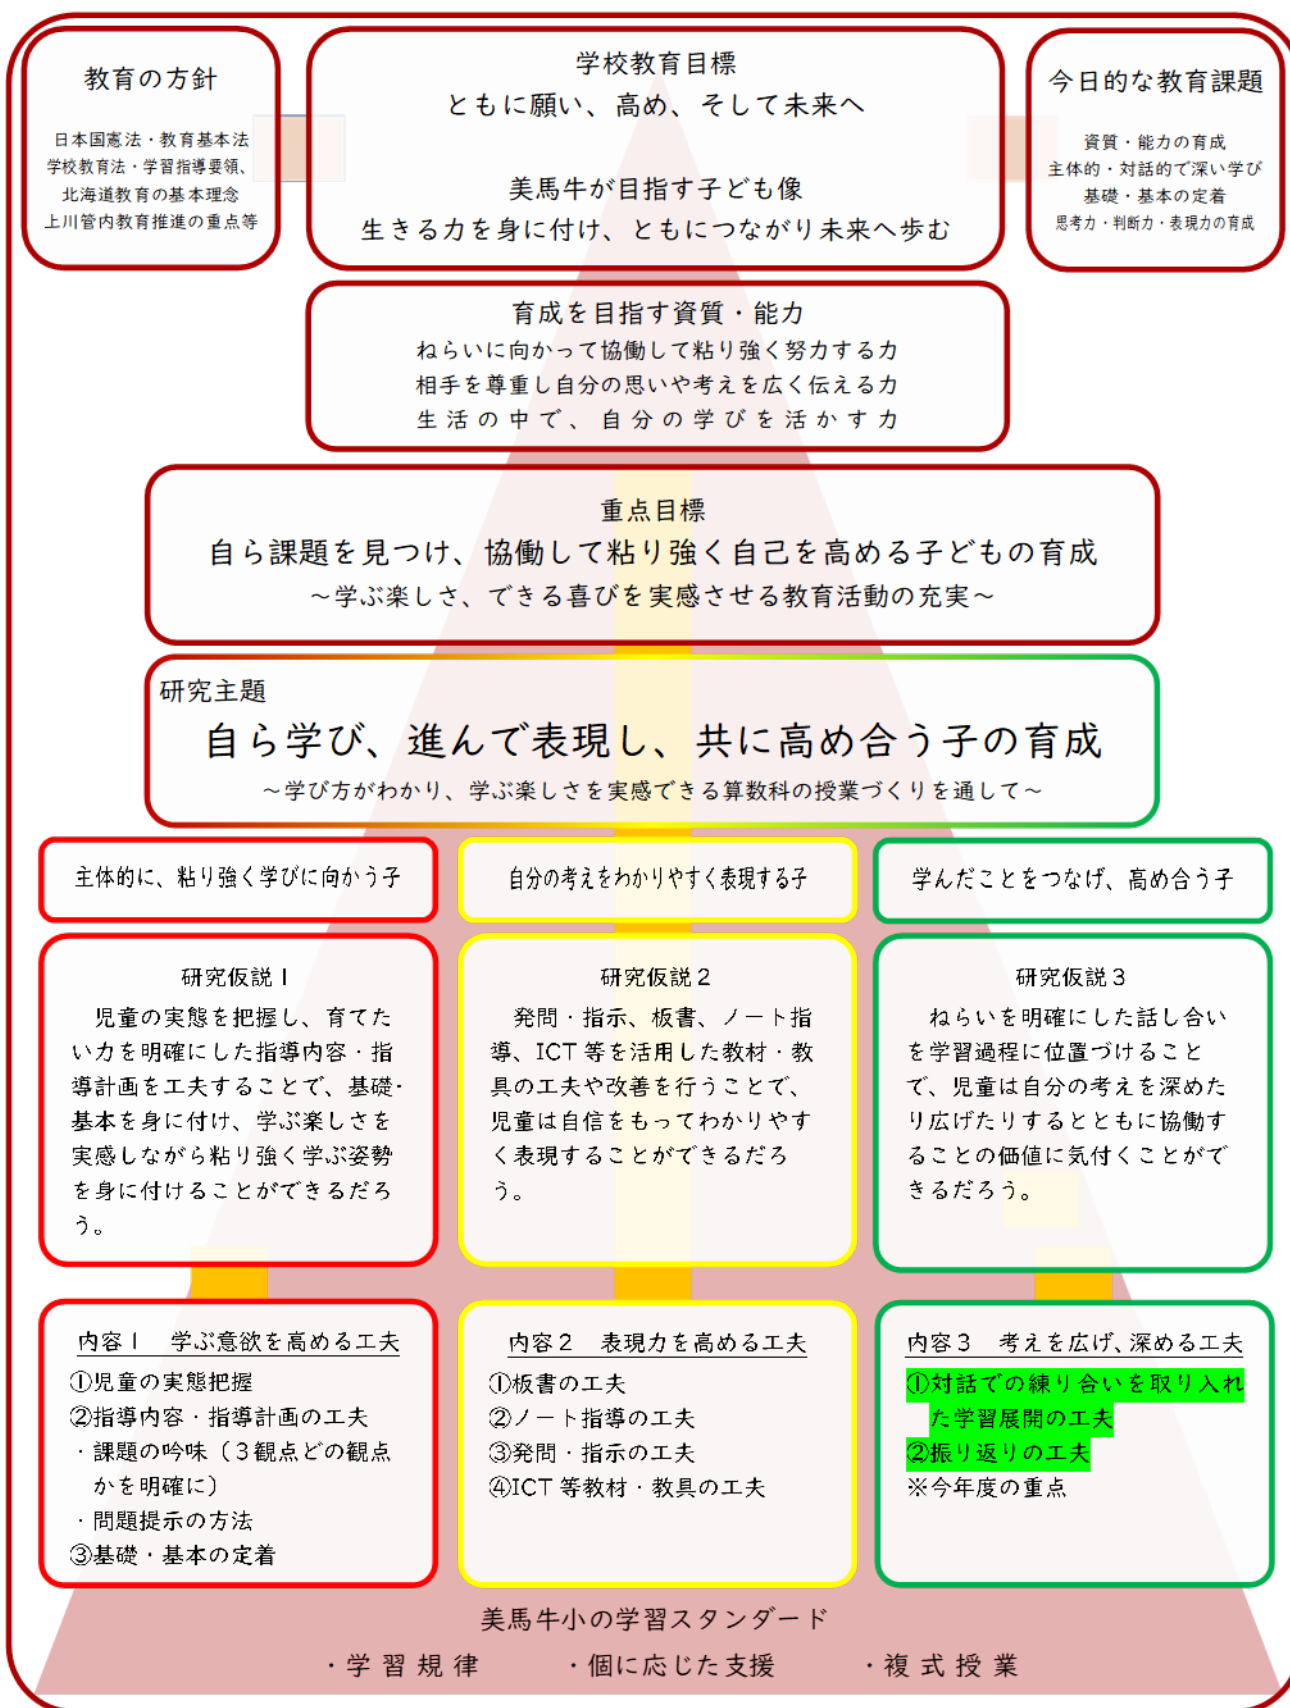 教育の方針
日本国憲法・教育基本法
学校教育法・学習指導要領、
北海道教育の基本理念
上川管内教育推進の重点等
学校教育目標
ともに願い、高め、そして未来へ
美馬牛が目指す子ども像
生きる力を身に付け、ともにつながり未来へ歩む
今日的な教育課題
資質・能力の育成
主体的・対話的で深い学び
基礎・基本の定着
思考力・判断力・表現力の育成
育成を目指す資質・能力
ねらいに向かって協働して粘り強く努力する力
相手を尊重し自分の思いや考えを広く伝える力
生活の中で、自分の学びを活かす力
重点目標
自ら課題を見つけ、協働して粘り強く自己を高める子どもの育成
～学ぶ楽しさ、できる喜びを実感させる教育活動の充実～
研究主題
自ら学び、進んで表現し、共に高め合う子の育成
～学び方がわかり、学ぶ楽しさを実感できる算数科の授業づくりを通して～
主体的に、粘り強く学びに向かう子
自分の考えをわかりやすく表現する子
学んだことをつなげ、高め合う子
研究仮説1
児童の実態を把握し、育てた
い力を明確にした指導内容・指
導計画を工夫することで、基礎・
基本を身に付け、学ぶ楽しさを
実感しながら粘り強く学ぶ姿勢
を身に付けることができるだろ
う。
研究仮説2
発問・指示、板書、ノート指
導、ICT等を活用した教材・教
具の工夫や改善を行うことで、
児童は自信をもってわかりやす
く表現することができるだろ
う。
研究仮説3
ねらいを明確にした話し合い
を学習過程に位置づけること
で、児童は自分の考えを深めた
り広げたりするとともに協働す
ることの価値に気付くことがで
きるだろう。
内容1　学ぶ意欲を高める工夫
①児童の実態把握
②指導内容・指導計画の工夫
・課題の吟味（3観点どの観点
かを明確に）
・問題提示の方法
③基礎・基本の定着
内容2　表現力を高める工夫
①板書の工夫
②ノート指導の工夫
③発問・指示の工夫
④ICT等教材・教具の工夫
内容3　考えを広げ、深める工夫
①対話での練り合いを取り入れ
た学習展開の工夫
②振り返りの工夫
※今年度の重点
美馬牛小の学習スタンダード
・学習規律　・個に応じた支援　・複式授業